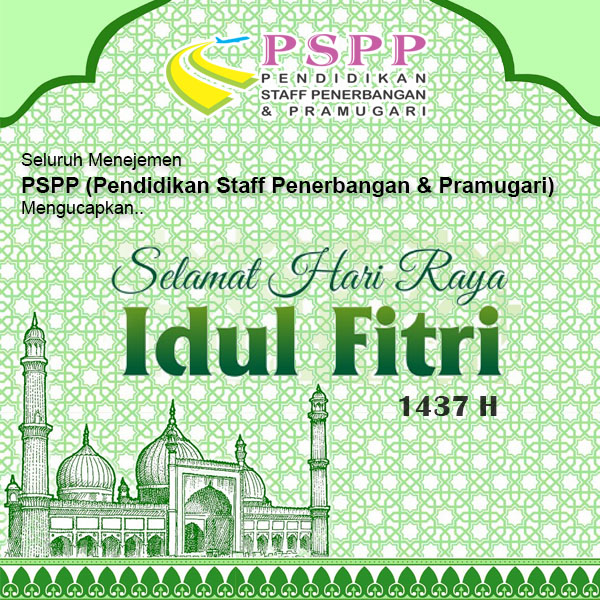 PSPP
PENDIDIKAN
STAFF PENERBANGAN
& PRAMUGARI
Seluruh Menejemen
PSPP (Pendidikan Staff Penerbangan & Pramugari)
Mengucapkan..
Selamat Hari Raya
Idul Fitri
1437 H